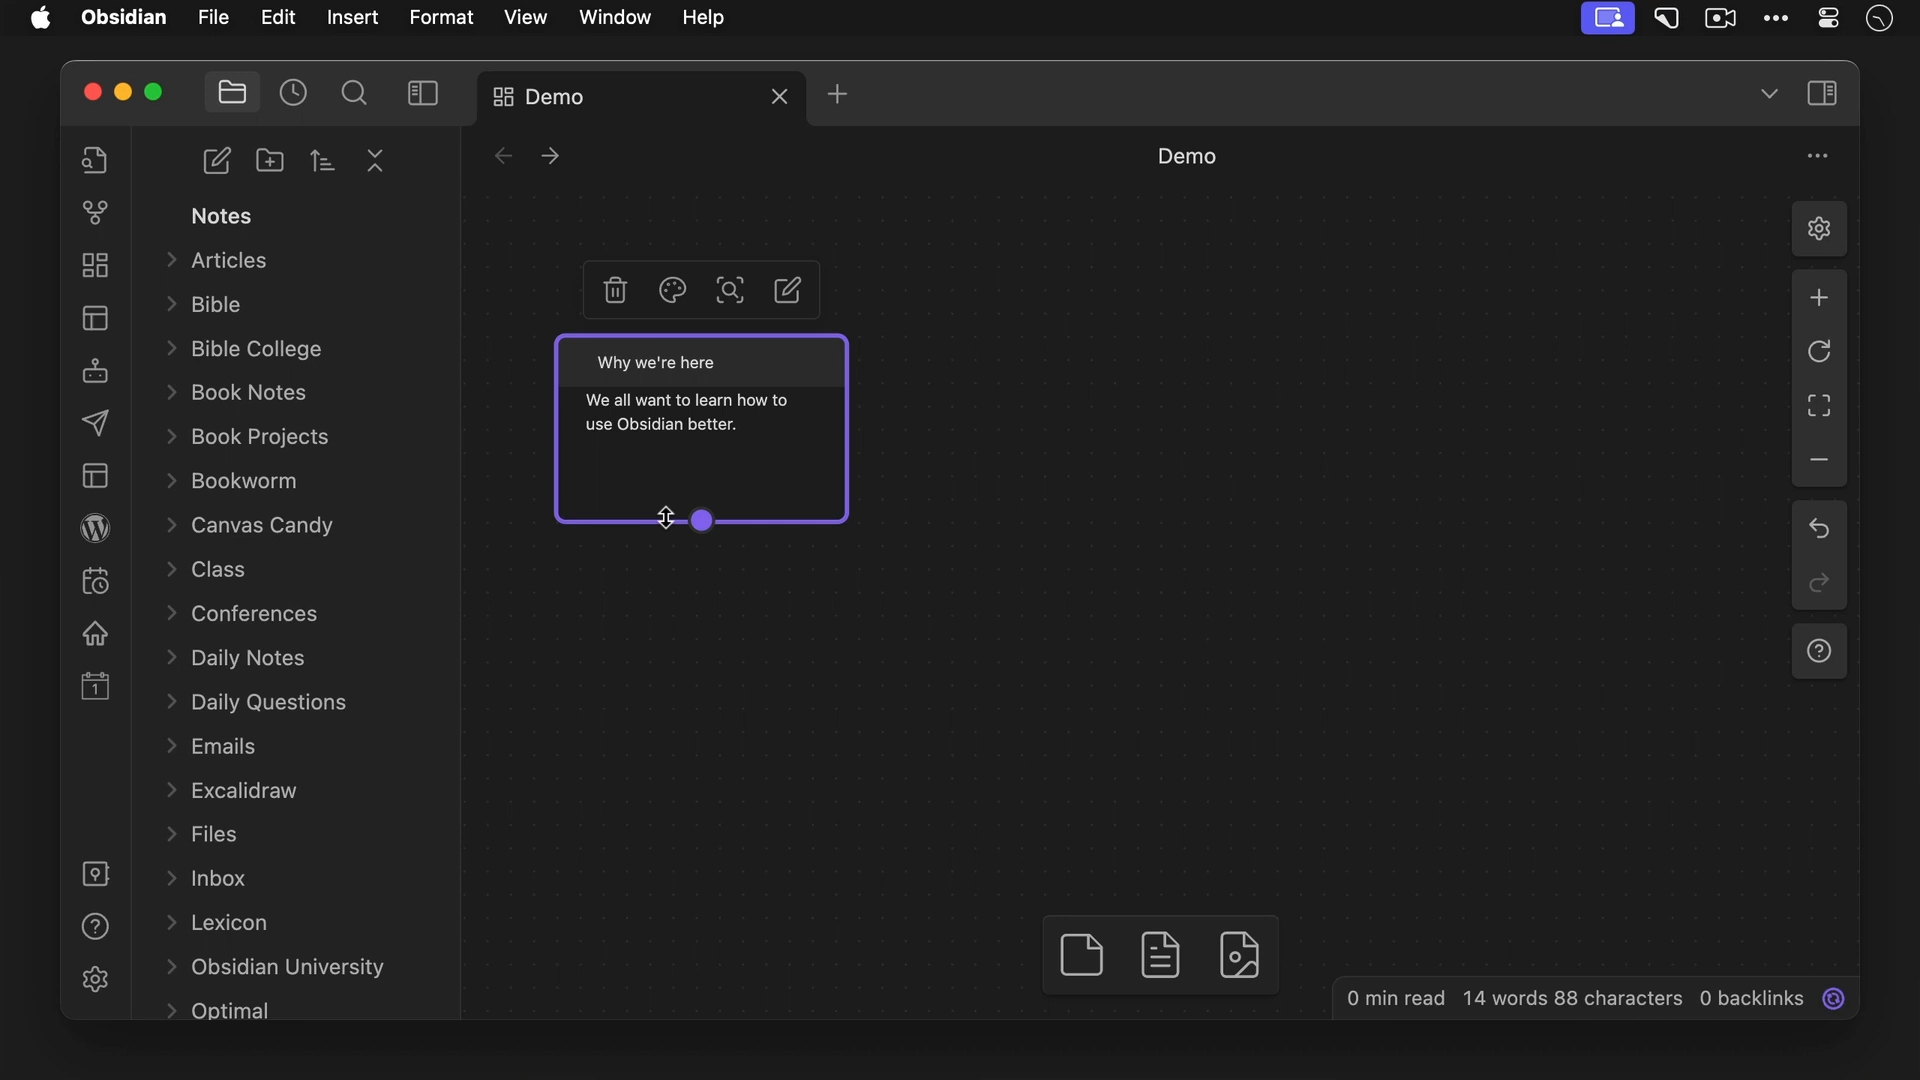 Obsidian File Edit Insert Format View Window Help
Demo
Demo
Notes
Articles
Bible
Bible College
Book Notes
Book Projects
Bookworm
Canvas Candy
Class
Conferences
Daily Notes
Daily Questions
Emails
Excalidraw
Files
Inbox
Lexicon
Obsidian University
Optimal
Why we're here
We all want to learn how to
use Obsidian better.
1
0 min read 14 words 88 characters 0 backlinks